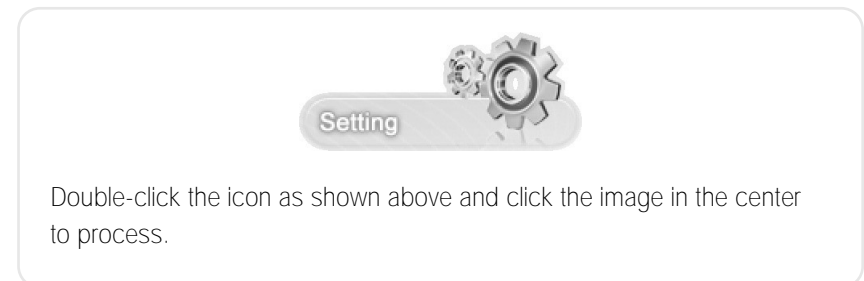 Setting
Double-click the icon as shown above and click the image in the center
to process.